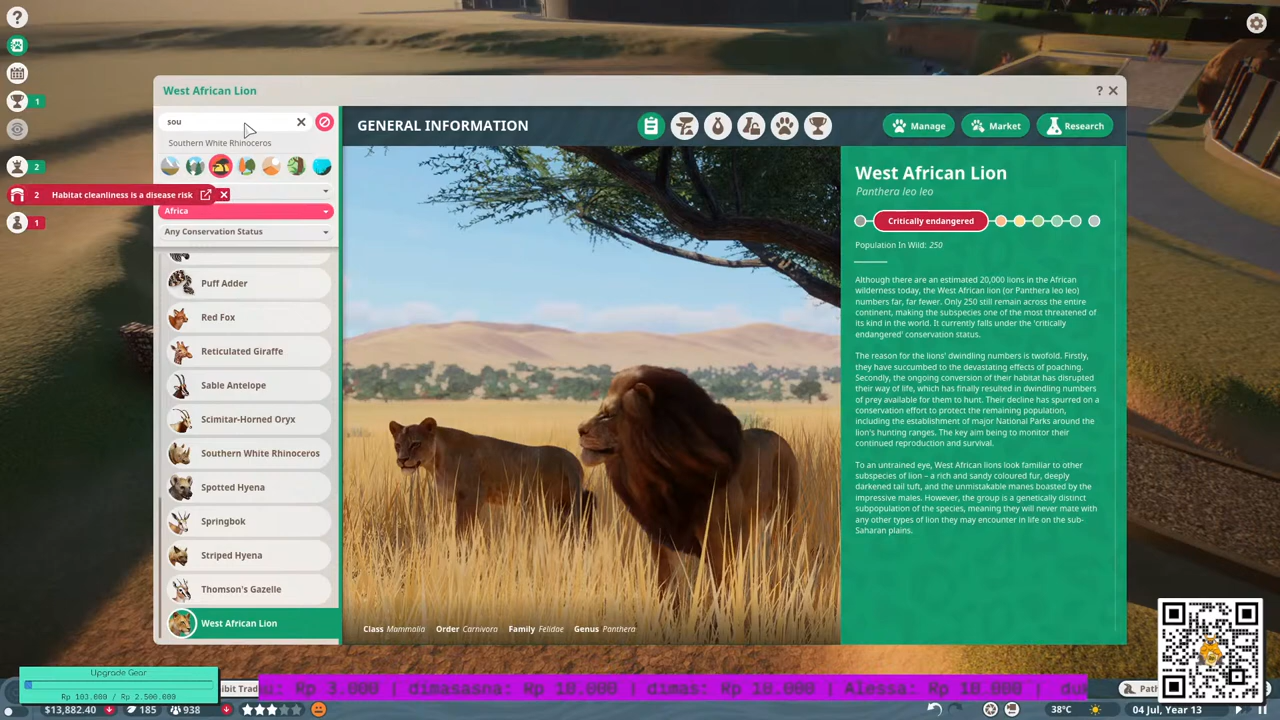 ?
West African Lion
? ×
sou
Southern White Rhinoceros
1
2
2 Habitat cleanliness is a disease risk
1
Africa
Any Conservation Status
Puff Adder
Red Fox
Reticulated Giraffe
Sable Antelope
Scimitar-Horned Oryx
Southern White Rhinoceros
Spotted Hyena
Springbok
Striped Hyena
Thomson's Gazelle
West African Lion
GENERAL INFORMATION
Manage
Market
Research
Class Mammalia Order Carnivora Family Felidae Genus Panthera
West African Lion
Panthera leo leo
Critically endangered
Population In Wild: 250
Although there are an estimated 20,000 lions in the African
wilderness today, the West African lion (or Panthera leo leo)
numbers far, far fewer. Only 250 still remain across the entire
continent, making the subspecies one of the most threatened of
its kind in the world. It currently falls under the 'critically
endangered' conservation status.
The reason for the lions' dwindling numbers is twofold. Firstly,
they have succumbed to the devastating effects of poaching.
Secondly, the ongoing conversion of their habitat has disrupted
their way of life, which has finally resulted in dwindling numbers
of prey available for them to hunt. Their decline has spurred on a
conservation effort to protect the remaining population,
including the establishment of major National Parks around the
lion's hunting ranges. The key aim being to monitor their
continued reproduction and survival.
To an untrained eye, West African lions look familiar to other
subspecies of lion – a rich and sandy coloured fur, deeply
darkened tail tuft, and the unmistakable manes boasted by the
impressive males. However, the group is a genetically distinct
subpopulation of the species, meaning they will never mate with
any other types of lion they may encounter in life on the sub-
Saharan plains.
Upgrade Gear
Rp 103.000 / Rp 2.500.000
ibit Trad
u: Rp 3.000 | dimasasna: Rp 10.000 | dimas: Rp 10.000 | Alessa: Rp 10.000 | du
Path
$13,882.40 185 938
38°C 04 Jul, Year 13